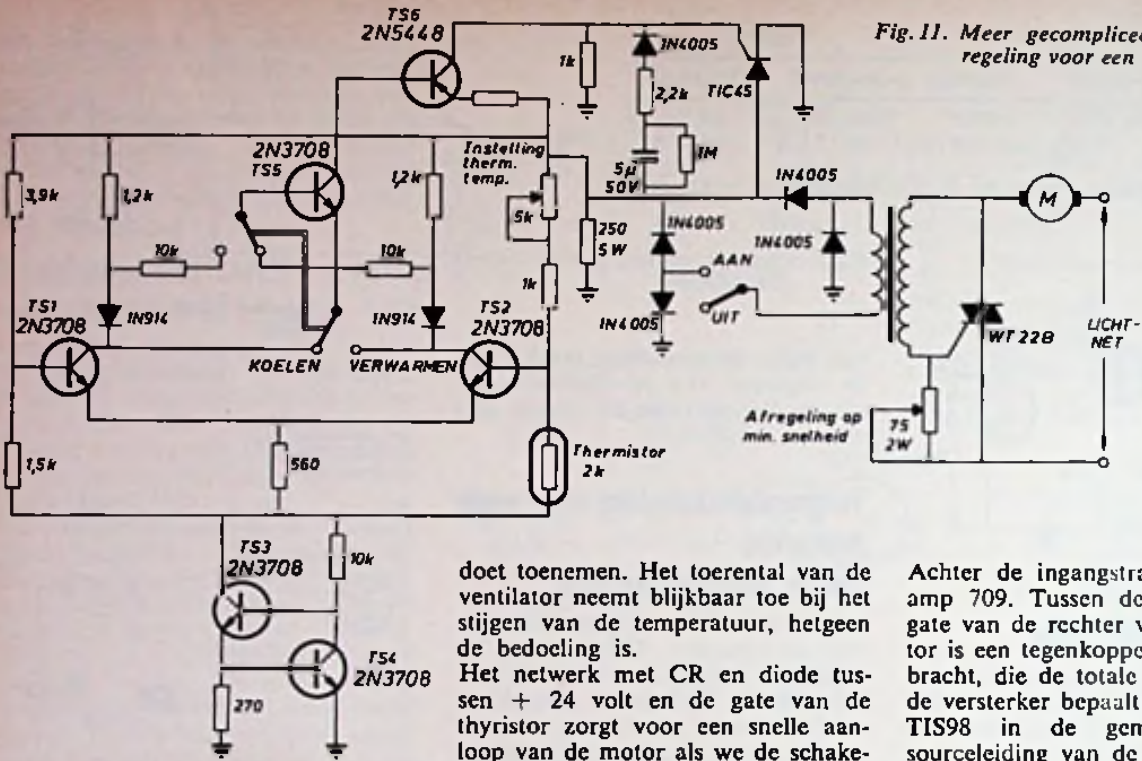 Fig. 11. Meer gecomplicee
regeling voor een
TS6
2N5448
1k
1N4005
2,2k
TIC45
5µ
50V
1M
2N3708
TS5
3,9k
1,2k
1,2k
Instelling
therm.
temp.
5k
10k
10k
1k
250
5 W
1N4005
1N4005
1N4005
AAN
UIT
1N4005
M
LICHT-
NET
WT 228
TS1
2N3708
1N914
1N914
TS2
2N3708
KOELEN
VERWARMEN
Afregeling op
min. snelheid
75
2W
1,5k
560
Thermistor
2k
TS3
2N3708
10k
TS4
2N3708
270
doet toenemen. Het toerental van de
ventilator neemt blijkbaar toe bij het
stijgen van de temperatuur, hetgeen
de bedoeling is.
Het netwerk met CR en diode tus-
sen + 24 volt en de gate van de
thyristor zorgt voor een snelle aan-
loop van de motor als we de schake-
Achter de ingangstra
amp 709. Tussen de
gate van de rechter v
tor is een tegenkoppe
bracht, die de totale
de versterker bepaalt
TIS98 in de gem
sourceleiding van de